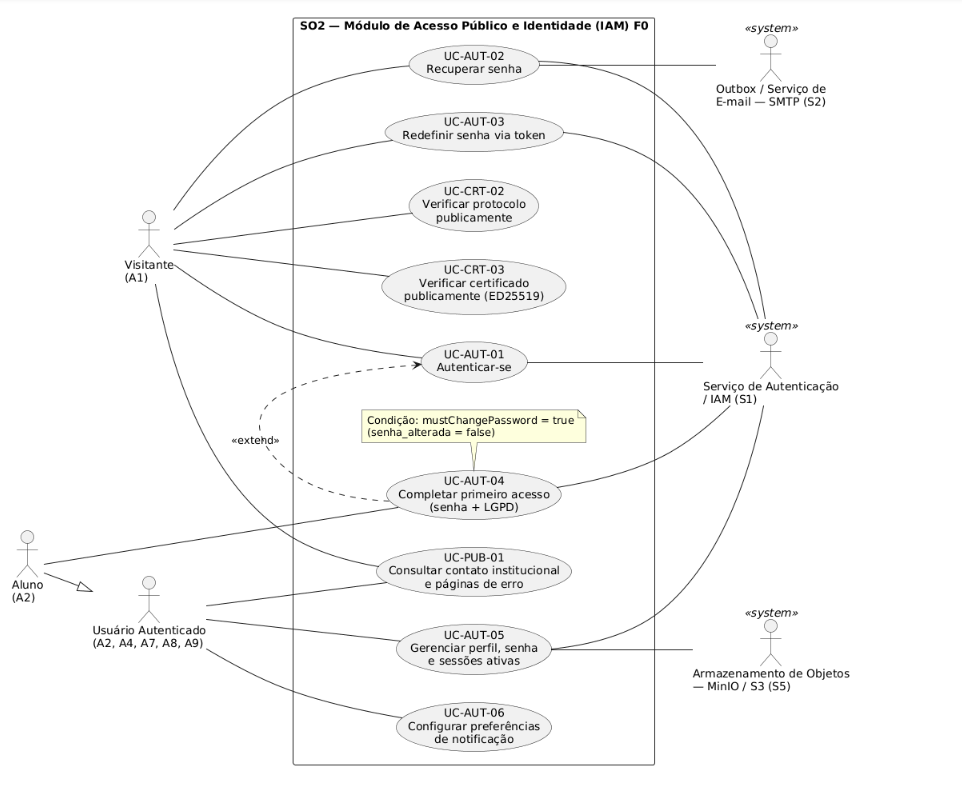 SO2 — Módulo de Acesso Público e Identidade (IAM) F0
«system»
Outbox / Serviço de
E-mail — SMTP (S2)
UC-AUT-02
Recuperar senha
UC-AUT-03
Redefinir senha via token
UC-CRT-02
Verificar protocolo
publicamente
Visitante
(A1)
UC-CRT-03
Verificar certificado
publicamente (ED25519)
«system»
Serviço de Autenticação
/ IAM (S1)
UC-AUT-01
Autenticar-se
Condição: mustChangePassword = true
(senha_alterada = false)
«extend»
UC-AUT-04
Completar primeiro acesso
(senha + LGPD)
Aluno
(A2)
UC-PUB-01
Consultar contato institucional
e páginas de erro
Usuário Autenticado
(A2, A4, A7, A8, A9)
UC-AUT-05
Gerenciar perfil, senha
e sessões ativas
«system»
Armazenamento de Objetos
— MinIO / S3 (S5)
UC-AUT-06
Configurar preferências
de notificação